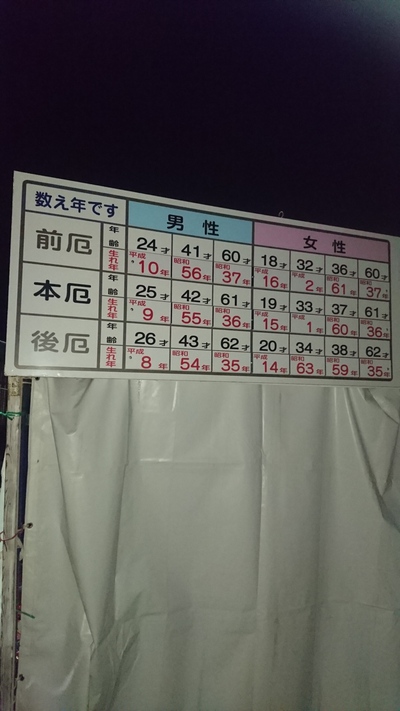 数え年です 男性 女性
前厄 年齢 24才 41才 60才 18才 32才 36才 60才
生れ年 平成10年 昭和56年 昭和37年 平成16年 〃2年 昭和61年 〃37年
本厄 年齢 25才 42才 61才 19才 33才 37才 61才
生れ年 平成9年 昭和55年 昭和36年 平成15年 〃1年 昭和60年 〃36年
後厄 年齢 26才 43才 62才 20才 34才 38才 62才
生れ年 平成8年 昭和54年 昭和35年 平成14年 昭和63年 昭和59年 昭和35年